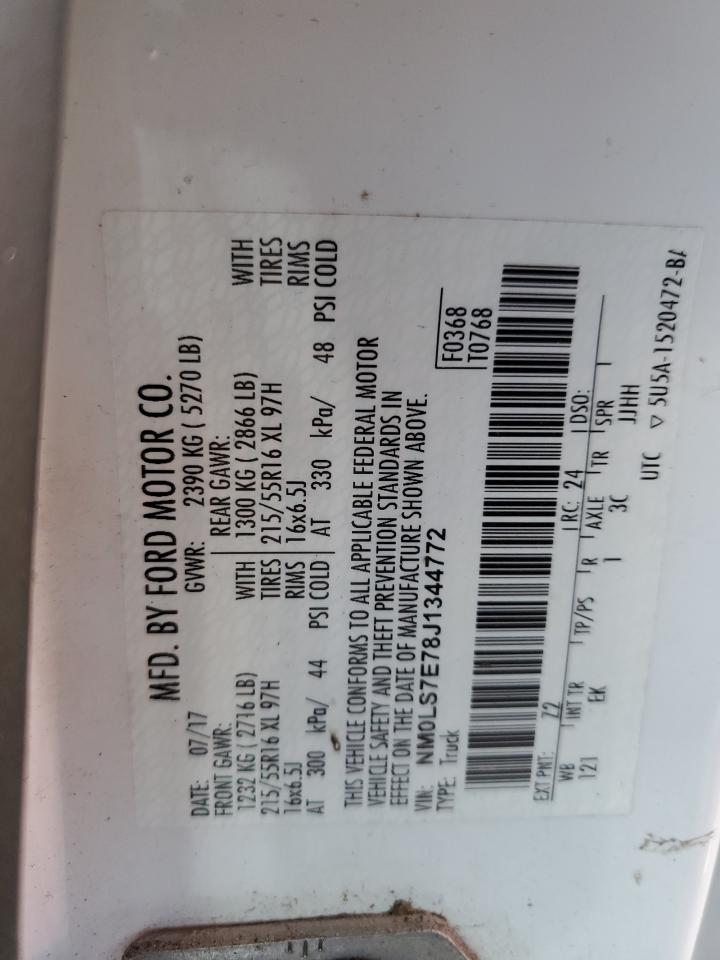 MFD. BY FORD MOTOR CO.
DATE: 07/17 GVWR: 2390 KG ( 5270 LB)
FRONT GAWR: REAR GAWR:
1232 KG ( 2716 LB) WITH 1300 KG ( 2866 LB) WITH
215/55R16 XL 97H TIRES 215/55R16 XL 97H TIRES
16x6.5J RIMS 16x6.5J RIMS
AT 300 kPa/ 44 PSI COLD AT 330 kPa/ 48 PSI COLD
THIS VEHICLE CONFORMS TO ALL APPLICABLE FEDERAL MOTOR
VEHICLE SAFETY AND THEFT PREVENTION STANDARDS IN
EFFECT ON THE DATE OF MANUFACTURE SHOWN ABOVE.
VIN: NM0LS7E78J1344772
TYPE: Truck
F0368
T0768
EXT PNT: Z2 RC: 24 DSO:
WB INT TR TP/PS R AXLE TR SPR
121 EK 1 3C JJHH
UTC ▽ 5U5A-1520472-BA